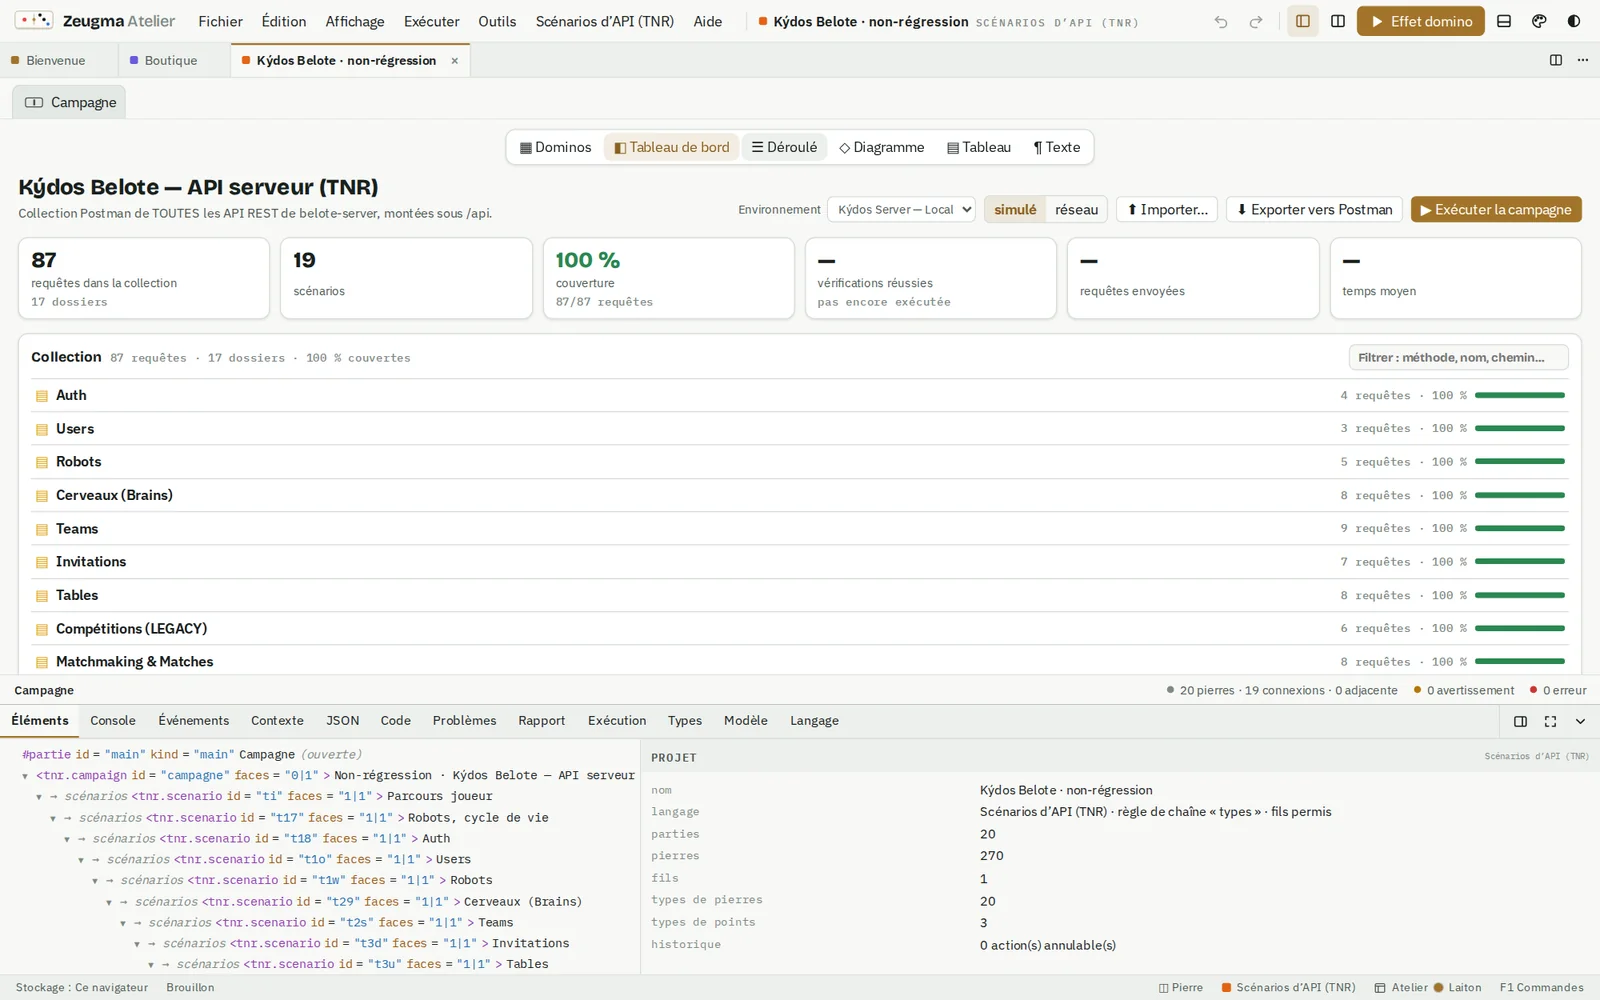 Zeugma Atelier Fichier Édition Affichage Exécuter Outils Scénarios d’API (TNR) Aide Kýdos Belote · non-régression SCÉNARIOS D’API (TNR) ▶ Effet domino
Bienvenue Boutique Kýdos Belote · non-régression ×
Campagne
Dominos Tableau de bord Déroulé Diagramme Tableau ¶ Texte
Kýdos Belote — API serveur (TNR)
Collection Postman de TOUTES les API REST de belote-server, montées sous /api.
Environnement Kýdos Server — Local simulé réseau ⬆ Importer… ⬇ Exporter vers Postman ▶ Exécuter la campagne
87 19 100 % — — —
requêtes dans la collection scénarios couverture vérifications réussies requêtes envoyées temps moyen
17 dossiers 87/87 requêtes pas encore exécutée
Collection 87 requêtes · 17 dossiers · 100 % couvertes Filtrer : méthode, nom, chemin…
Auth 4 requêtes · 100 %
Users 3 requêtes · 100 %
Robots 5 requêtes · 100 %
Cerveaux (Brains) 8 requêtes · 100 %
Teams 9 requêtes · 100 %
Invitations 7 requêtes · 100 %
Tables 8 requêtes · 100 %
Compétitions (LEGACY) 6 requêtes · 100 %
Matchmaking & Matches 8 requêtes · 100 %
Campagne 20 pierres · 19 connexions · 0 adjacente 0 avertissement 0 erreur
Éléments Console Événements Contexte JSON Code Problèmes Rapport Exécution Types Modèle Langage
#partie id = "main" kind = "main" Campagne (ouverte)
▾ <tnr.campaign id = "campagne" faces = "0|1" > Non-régression · Kýdos Belote — API serveur
▾ → scénarios <tnr.scenario id = "ti" faces = "1|1" > Parcours joueur
▾ → scénarios <tnr.scenario id = "t17" faces = "1|1" > Robots, cycle de vie
▾ → scénarios <tnr.scenario id = "t18" faces = "1|1" > Auth
▾ → scénarios <tnr.scenario id = "t1o" faces = "1|1" > Users
▾ → scénarios <tnr.scenario id = "t1w" faces = "1|1" > Robots
▾ → scénarios <tnr.scenario id = "t29" faces = "1|1" > Cerveaux (Brains)
▾ → scénarios <tnr.scenario id = "t2s" faces = "1|1" > Teams
▾ → scénarios <tnr.scenario id = "t3d" faces = "1|1" > Invitations
▾ → scénarios <tnr.scenario id = "t3u" faces = "1|1" > Tables
PROJET Scénarios d’API (TNR)
nom Kýdos Belote · non-régression
langage Scénarios d’API (TNR) · règle de chaîne « types » · fils permis
parties 20
pierres 270
fils 1
types de pierres 20
types de points 3
historique 0 action(s) annulable(s)
Stockage : Ce navigateur Brouillon Pierre Scénarios d’API (TNR) Atelier Laiton F1 Commandes